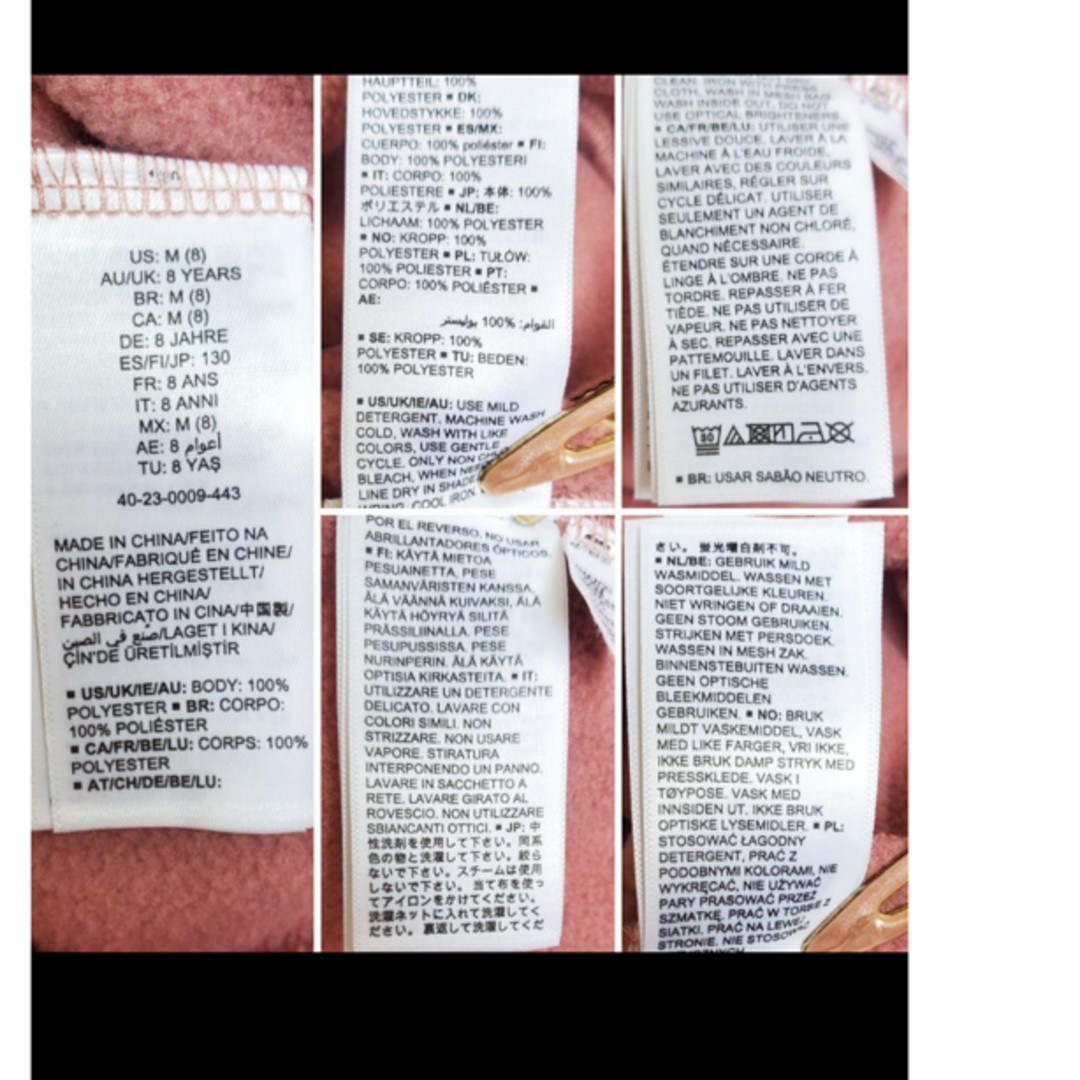 US: M (8)
AU/UK: 8 YEARS
BR: M (8)
CA: M (8)
DE: 8 JAHRE
ES/FI/JP: 130
FR: 8 ANS
IT: 8 ANNI
MX: M (8)
AE: 8 أعوام
TU: 8 YAŞ
40-23-0009-443
MADE IN CHINA/FEITO NA
CHINA/FABRIQUÉ EN CHINE/
IN CHINA HERGESTELLT/
HECHO EN CHINA/
FABBRICATO IN CINA/中国製/
صنع في الصين/LAGET I KINA/
ÇİN'DE ÜRETİLMİŞTİR
▪ US/UK/IE/AU: BODY: 100%
POLYESTER ▪ BR: CORPO:
100% POLIÉSTER
▪ CA/FR/BE/LU: CORPS: 100%
POLYESTER
▪ AT/CH/DE/BE/LU:
HAUPTTEIL: 100%
POLYESTER ▪ DK:
HOVEDSTYKKE: 100%
POLYESTER ▪ ES/MX:
CUERPO: 100% poliéster ▪ FI:
BODY: 100% POLYESTERI
▪ IT: CORPO: 100%
POLIESTERE ▪ JP: 本体: 100%
ポリエステル ▪ NL/BE:
LICHAAM: 100% POLYESTER
▪ NO: KROPP: 100%
POLYESTER ▪ PL: TUŁÓW:
100% POLIESTER ▪ PT:
CORPO: 100% POLIÉSTER ▪
AE:
القوام: 100% بوليستر
▪ SE: KROPP: 100%
POLYESTER ▪ TU: BEDEN:
100% POLYESTER
▪ US/UK/IE/AU: USE MILD
DETERGENT. MACHINE WASH
COLD, WASH WITH LIKE
COLORS, USE GENTLE
CYCLE. ONLY NON
BLEACH. WHEN
LINE DRY IN SHADE
WRING. COOL IRON.
CLEAN. IRON WITH PRESS
CLOTH. WASH IN MESH BAG.
WASH INSIDE OUT. DO NOT
USE OPTICAL BRIGHTENERS.
▪ CA/FR/BE/LU: UTILISER UNE
LESSIVE DOUCE. LAVER À LA
MACHINE À L'EAU FROIDE,
LAVER AVEC DES COULEURS
SIMILAIRES, RÉGLER SUR
CYCLE DÉLICAT. UTILISER
SEULEMENT UN AGENT DE
BLANCHIMENT NON CHLORÉ,
QUAND NÉCESSAIRE.
ÉTENDRE SUR UNE CORDE À
LINGE À L'OMBRE. NE PAS
TORDRE. REPASSER À FER
TIÈDE. NE PAS UTILISER DE
VAPEUR. NE PAS NETTOYER
À SEC. REPASSER AVEC UNE
PATTEMOUILLE. LAVER DANS
UN FILET. LAVER À L'ENVERS.
NE PAS UTILISER D'AGENTS
AZURANTS.
30
▪ BR: USAR SABÃO NEUTRO.
POR EL REVERSO. NO USAR
ABRILLANTADORES ÓPTICOS.
▪ FI: KÄYTÄ MIETOA
PESUAINETTA, PESE
SAMANVÄRISTEN KANSSA,
ÄLÄ VÄÄNNÄ KUIVAKSI, ÄLÄ
KÄYTÄ HÖYRYÄ SILITÄ
PRÄSSILIINALLA. PESE
PESUPUSSISSA. PESE
NURINPERIN. ÄLÄ KÄYTÄ
OPTISIA KIRKASTEITA. ▪ IT:
UTILIZZARE UN DETERGENTE
DELICATO. LAVARE CON
COLORI SIMILI. NON
STRIZZARE. NON USARE
VAPORE. STIRATURA
INTERPONENDO UN PANNO.
LAVARE IN SACCHETTO A
RETE. LAVARE GIRATO AL
ROVESCIO. NON UTILIZZARE
SBIANCANTI OTTICI. ▪ JP: 中
性洗剤を使用して下さい。同系
色の物と洗濯して下さい。絞ら
ないで下さい。スチームは使用
しないで下さい。当て布を使っ
てアイロンをかけてください。
洗濯ネットに入れて洗濯してく
ださい。裏返して洗濯してくだ
さい。蛍光増白剤不可。
▪ NL/BE: GEBRUIK MILD
WASMIDDEL. WASSEN MET
SOORTGELIJKE KLEUREN.
NIET WRINGEN OF DRAAIEN.
GEEN STOOM GEBRUIKEN.
STRIJKEN MET PERSDOEK.
WASSEN IN MESH ZAK.
BINNENSTEBUITEN WASSEN.
GEEN OPTISCHE
BLEEKMIDDELEN
GEBRUIKEN. ▪ NO: BRUK
MILDT VASKEMIDDEL, VASK
MED LIKE FARGER, VRI IKKE,
IKKE BRUK DAMP STRYK MED
PRESSKLEDE. VASK I
TØYPOSE. VASK MED
INNSIDEN UT. IKKE BRUK
OPTISKE LYSEMIDLER. ▪ PL:
STOSOWAĆ ŁAGODNY
DETERGENT, PRAĆ Z
PODOBNYMI KOLORAMI, NIE
WYKRĘCAĆ, NIE UŻYWAĆ
PARY PRASOWAĆ PRZEZ
SZMATKĘ. PRAĆ W TORBIE Z
SIATKI. PRAĆ NA LEWEJ
STRONIE. NIE STOSOWAĆ